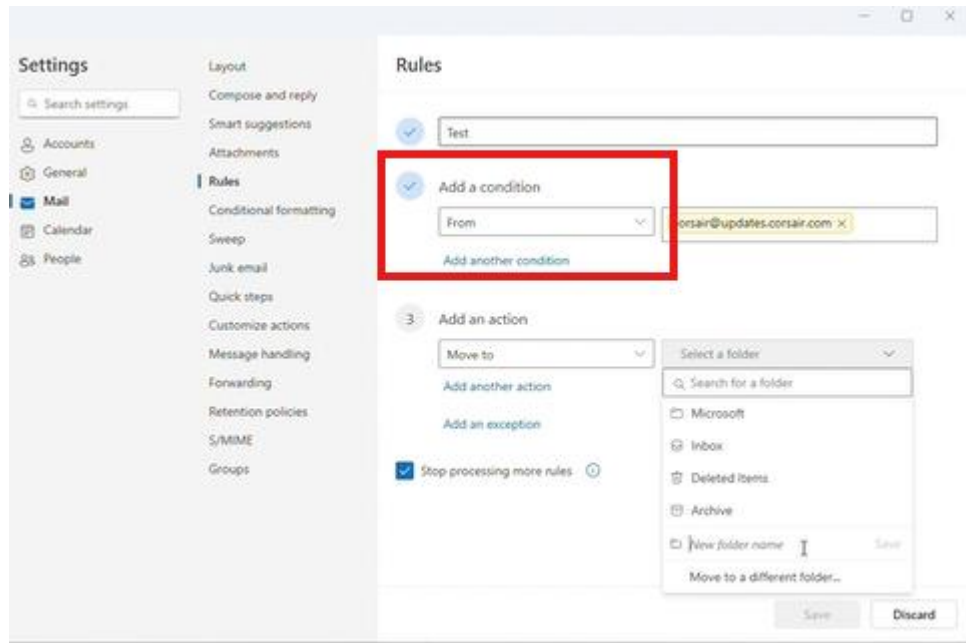 Settings
Search settings
Accounts
General
Mail
Calendar
People
Layout
Compose and reply
Smart suggestions
Attachments
Rules
Conditional formatting
Sweep
Junk email
Quick steps
Customize actions
Message handling
Forwarding
Retention policies
S/MIME
Groups
Rules
Test
Add a condition
From
orsair@updates.corsair.com
Add another condition
3 Add an action
Move to
Select a folder
Add another action
Add an exception
Stop processing more rules
Search for a folder
Microsoft
Inbox
Deleted Items
Archive
New folder name Save
Move to a different folder...
Save Discard